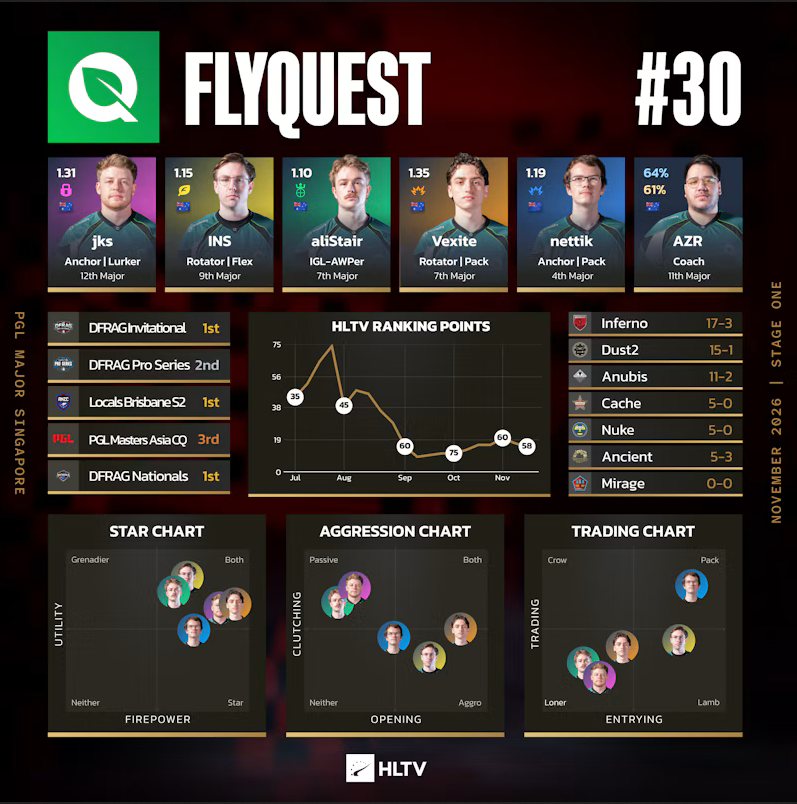 FLYQUEST
#30
1.31
jks
Anchor | Lurker
12th Major
1.15
INS
Rotator | Flex
9th Major
1.10
aliStair
IGL-AWPer
7th Major
1.35
Vexite
Rotator | Pack
7th Major
1.19
nettik
Anchor | Pack
4th Major
64%
61%
AZR
Coach
11th Major
PGL MAJOR SINGAPORE
DFRAG Invitational 1st
DFRAG Pro Series 2nd
Locals Brisbane S2 1st
PGL
PGL Masters Asia CQ 3rd
DFRAG Nationals 1st
HLTV RANKING POINTS
75
56
38
19
0
35
45
60
75
60
58
Jul Aug Sep Oct Nov
Inferno 17-3
Dust2 15-1
Anubis 11-2
Cache 5-0
Nuke 5-0
Ancient 5-3
Mirage 0-0
NOVEMBER 2026 | STAGE ONE
STAR CHART
Grenadier Both
UTILITY
Neither Star
FIREPOWER
AGGRESSION CHART
Passive Both
CLUTCHING
Neither Aggro
OPENING
TRADING CHART
Crow Pack
TRADING
Loner Lamb
ENTRYING
HLTV